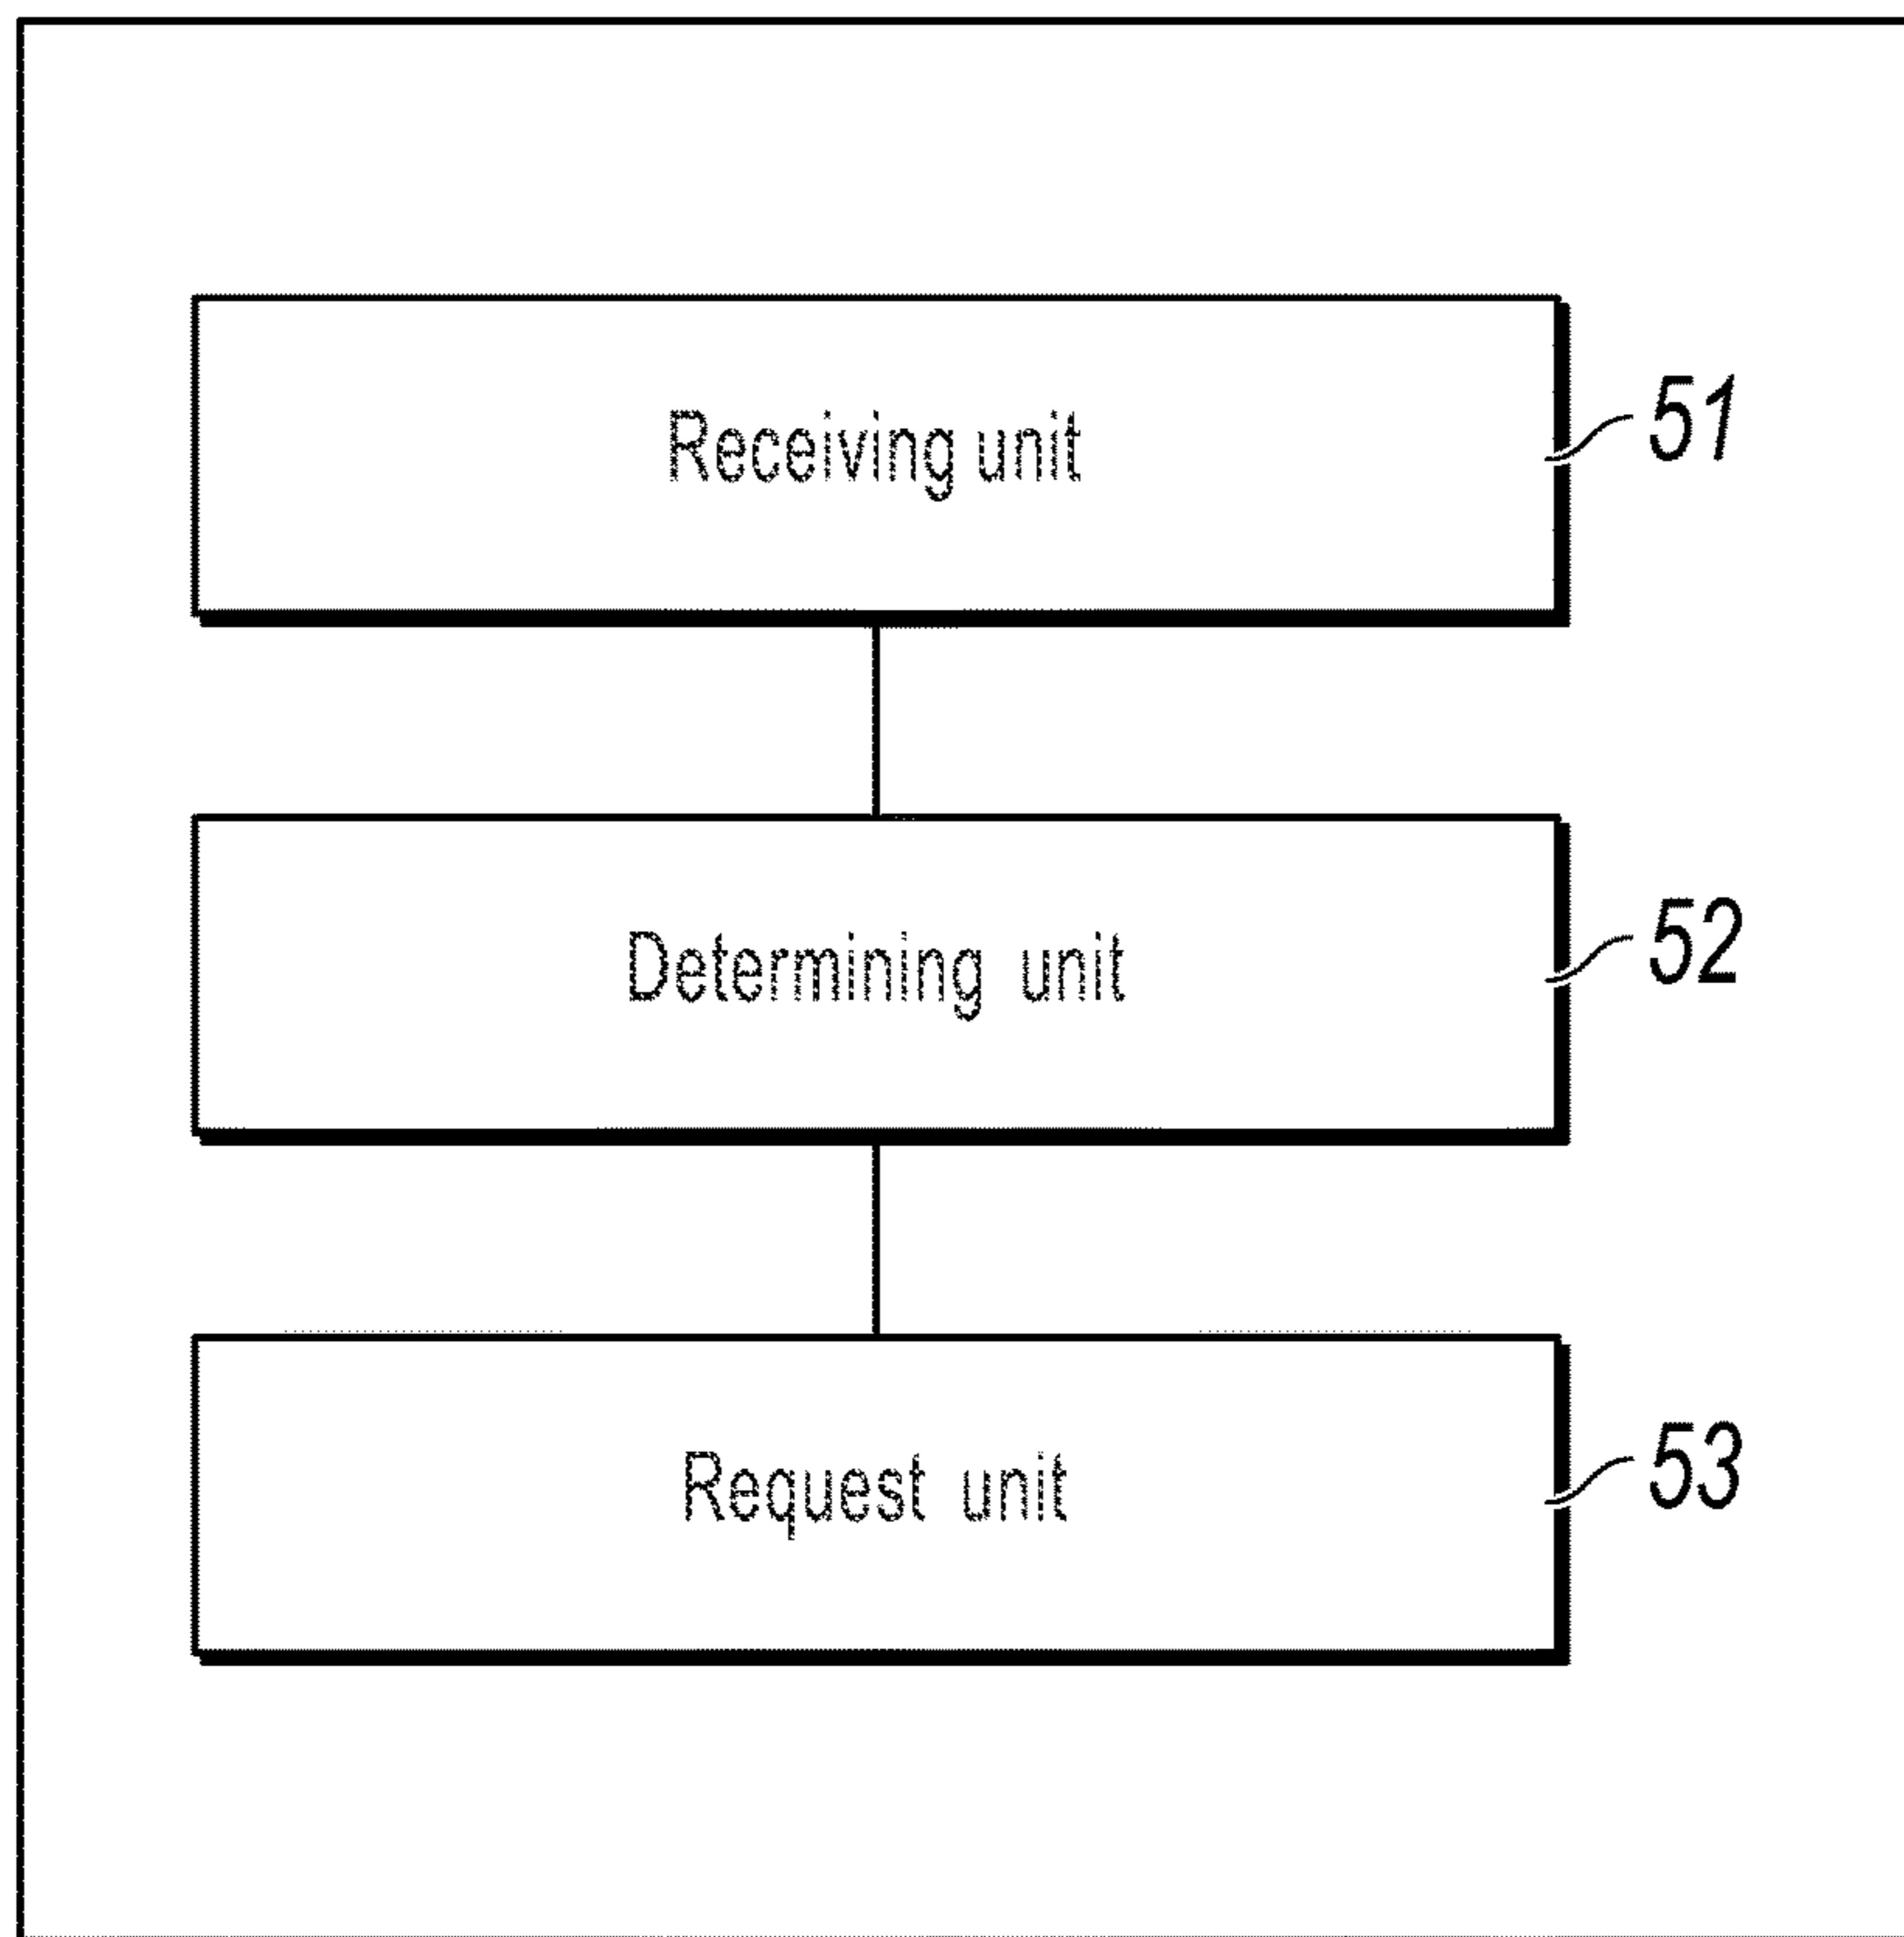 Receiving unit
51
Determining unit
52
Request unit
53